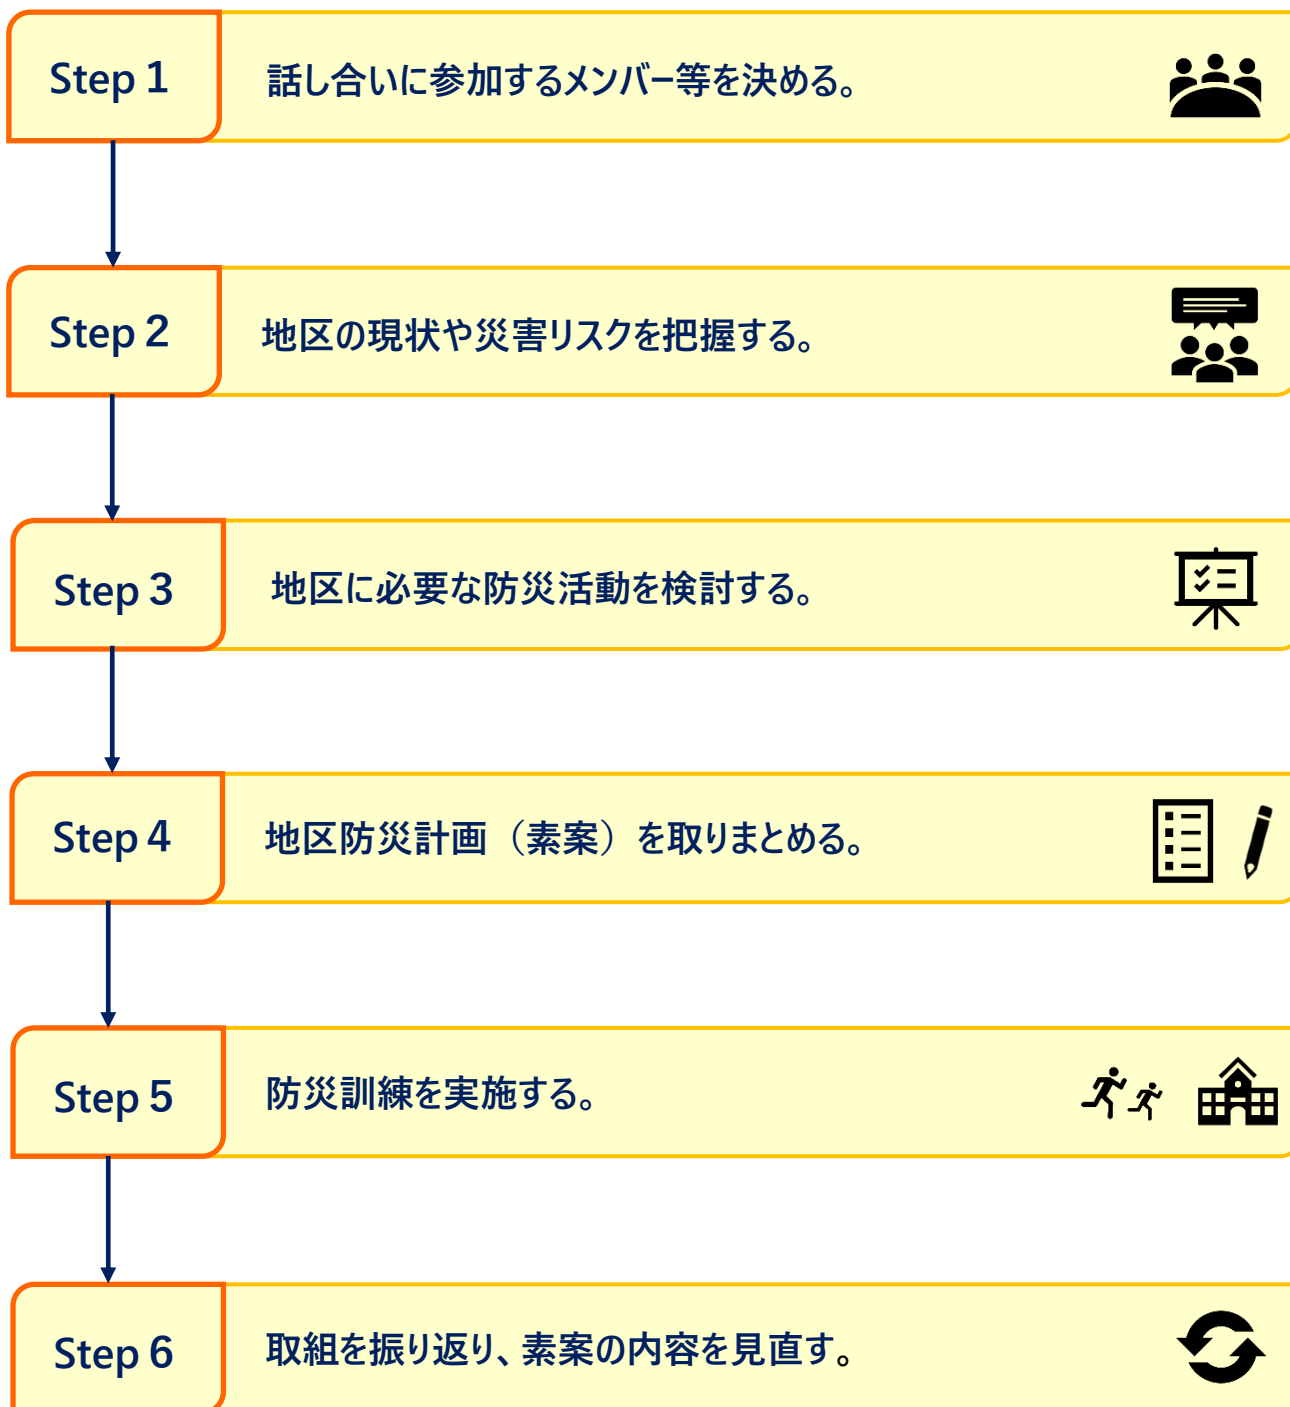 Step 1
話し合いに参加するメンバー等を決める。
Step 2
地区の現状や災害リスクを把握する。
Step 3
地区に必要な防災活動を検討する。
Step 4
地区防災計画（素案）を取りまとめる。
Step 5
防災訓練を実施する。
Step 6
取組を振り返り、素案の内容を見直す。